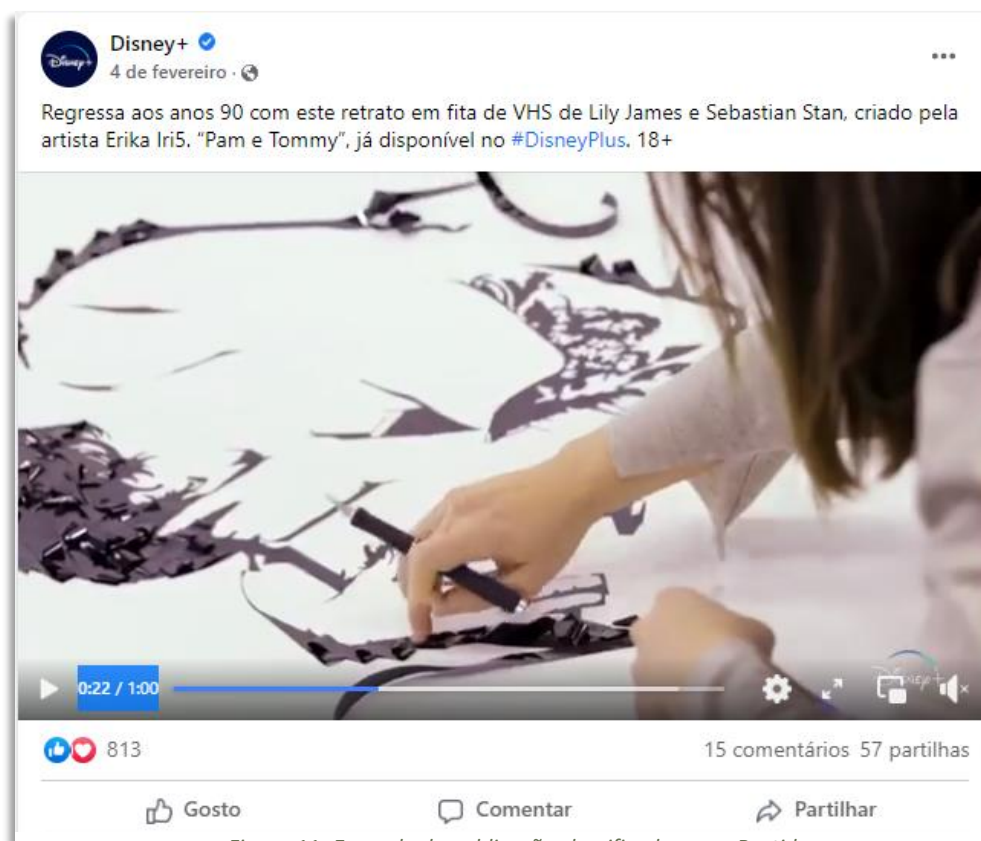 Disney+
Disney+
4 de fevereiro ·
Regressa aos anos 90 com este retrato em fita de VHS de Lily James e Sebastian Stan, criado pela
artista Erika Iri5. “Pam e Tommy”, já disponível no #DisneyPlus. 18+
Disney+
0:22 / 1:00
813
15 comentários 57 partilhas
Gosto
Comentar
Partilhar